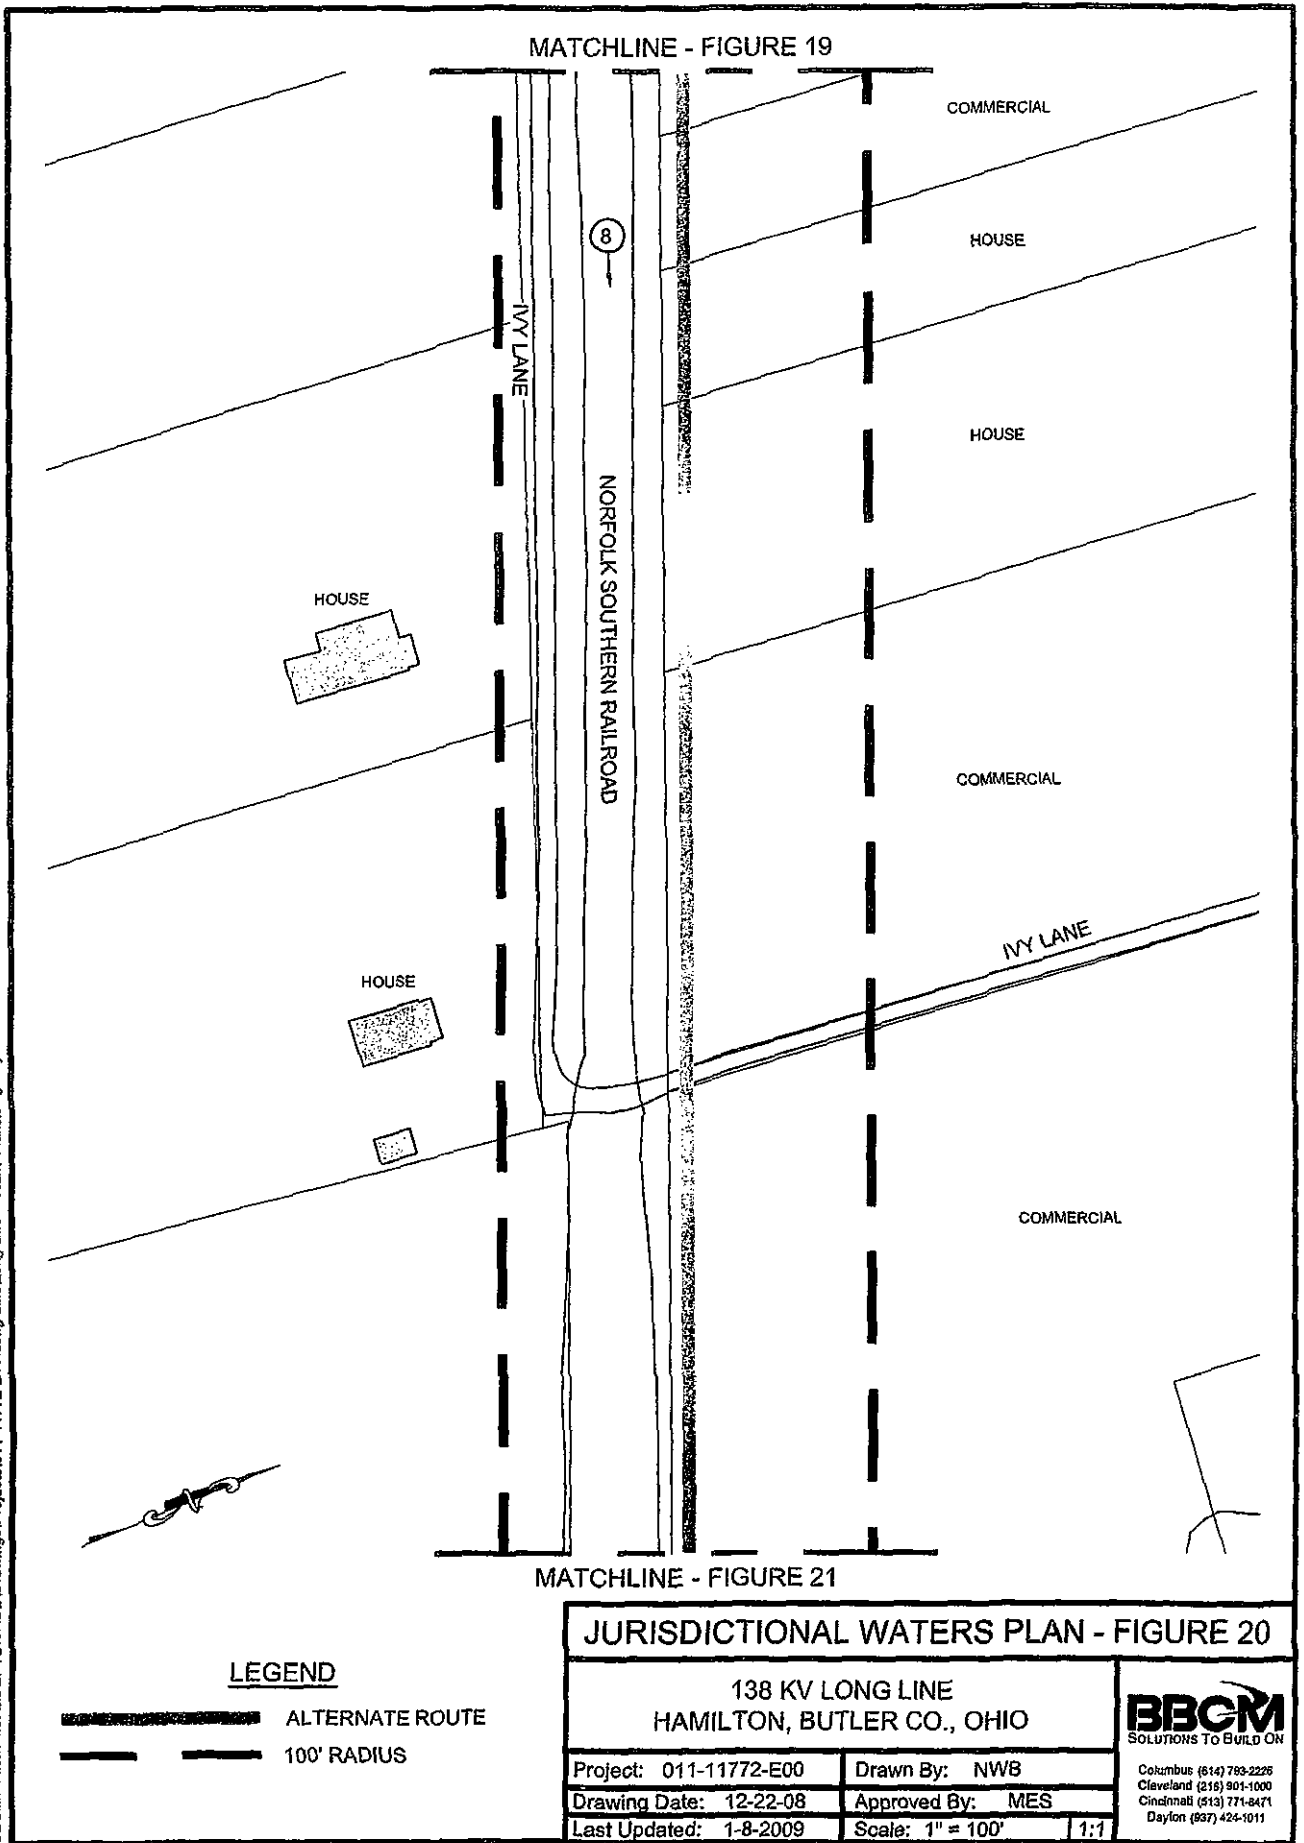 MATCHLINE - FIGURE 19
COMMERCIAL
8
HOUSE
IVY LANE
HOUSE
NORFOLK SOUTHERN RAILROAD
HOUSE
COMMERCIAL
IVY LANE
HOUSE
COMMERCIAL
MATCHLINE - FIGURE 21
LEGEND
ALTERNATE ROUTE
100' RADIUS
JURISDICTIONAL WATERS PLAN - FIGURE 20
138 KV LONG LINE
HAMILTON, BUTLER CO., OHIO
Project: 011-11772-E00
Drawn By: NWB
Drawing Date: 12-22-08
Approved By: MES
Last Updated: 1-8-2009
Scale: 1" = 100'
1:1
BBCM
SOLUTIONS TO BUILD ON
Columbus (614) 793-2226
Cleveland (216) 901-1000
Cincinnati (513) 771-8471
Dayton (937) 424-1011